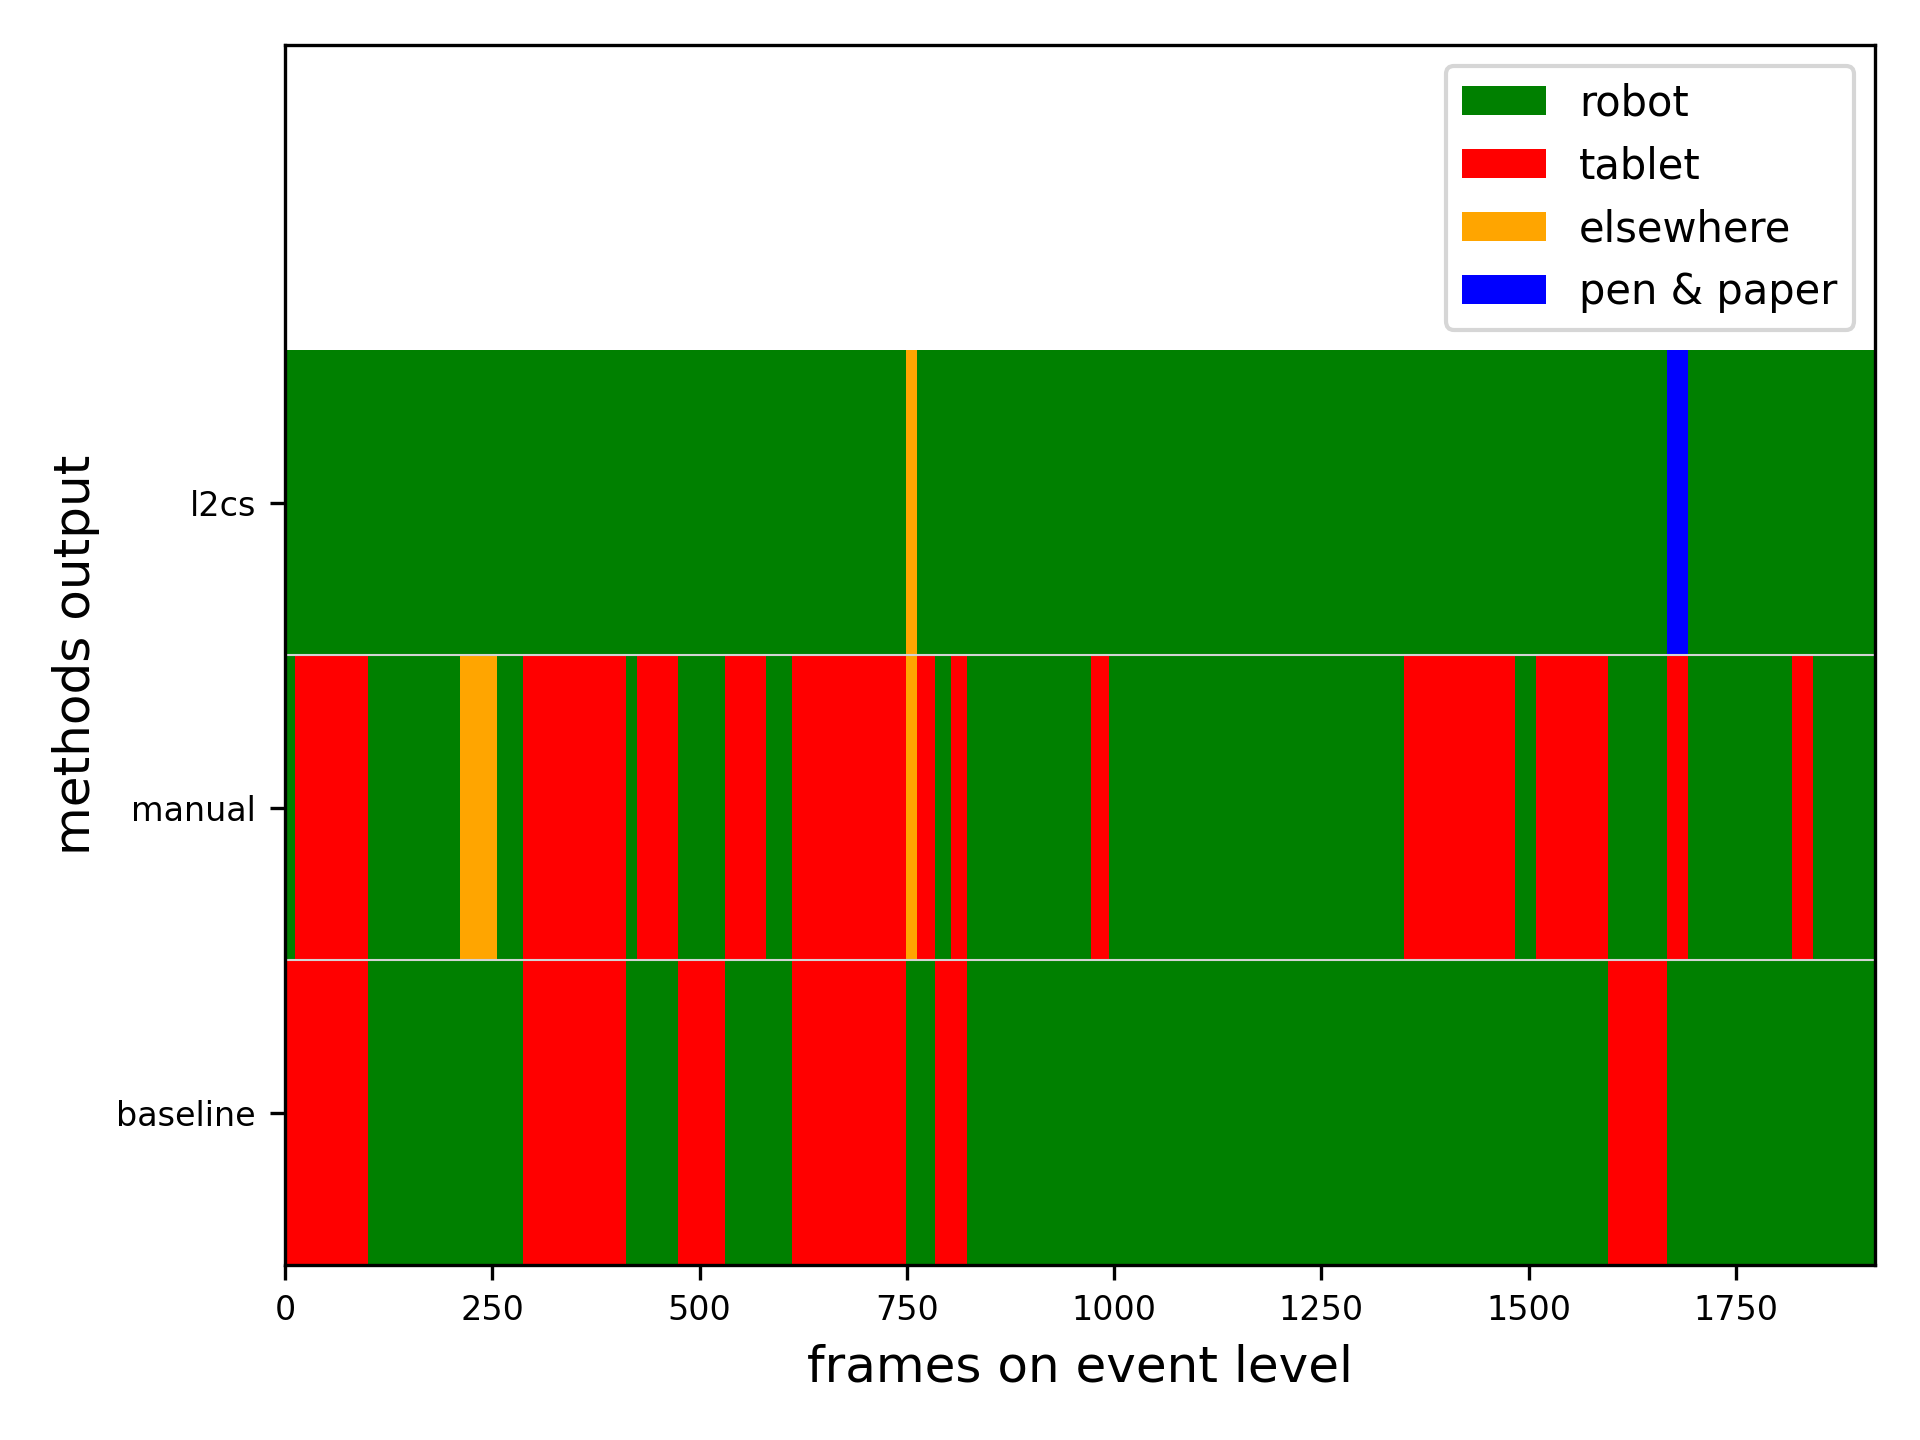 robot
tablet
elsewhere
pen & paper
methods output
l2cs
manual
baseline
0 250 500 750 1000 1250 1500 1750
frames on event level